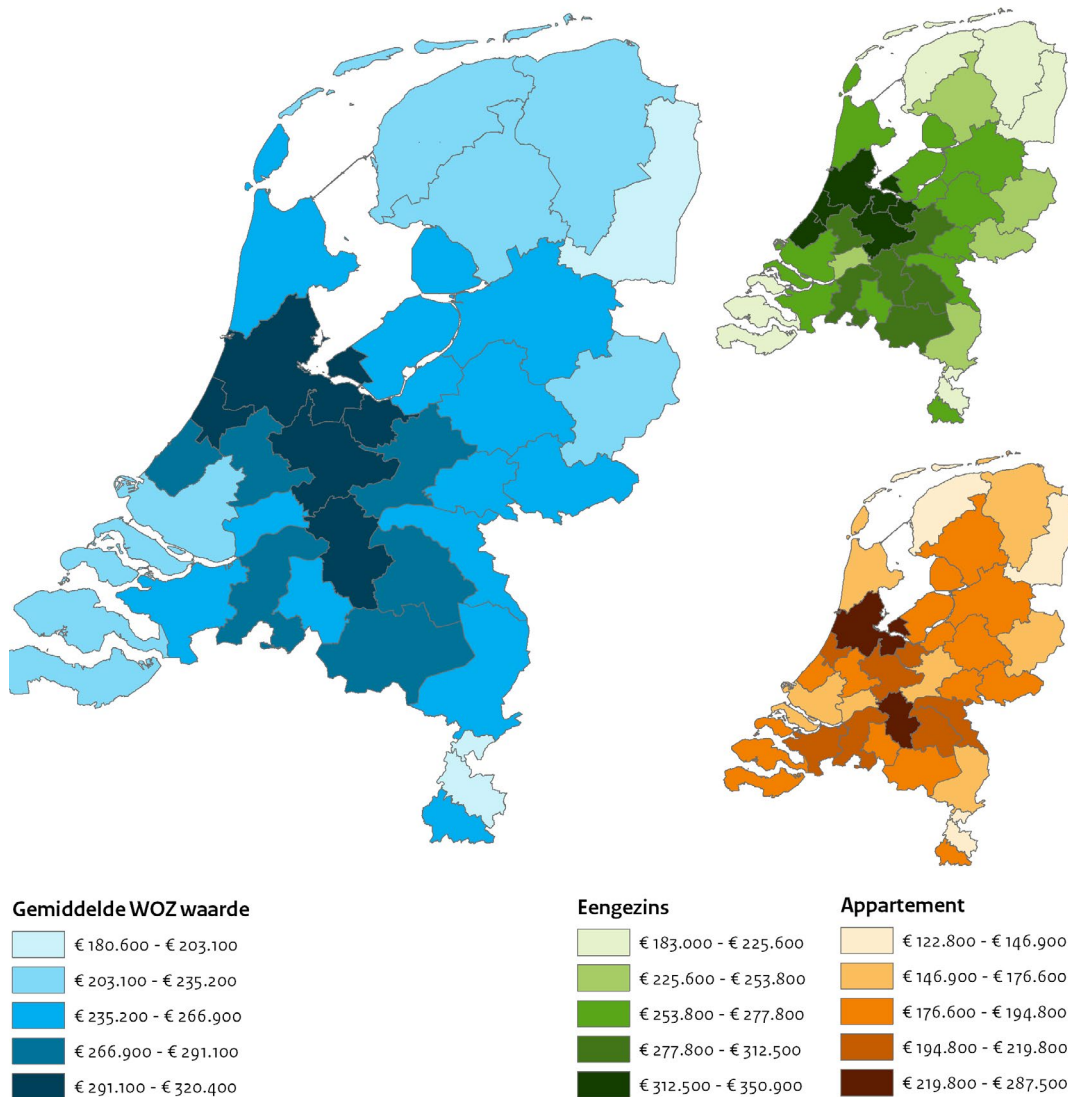 Gemiddelde WOZ waarde
€ 180.600 - € 203.100
€ 203.100 - € 235.200
€ 235.200 - € 266.900
€ 266.900 - € 291.100
€ 291.100 - € 320.400
Eengezins
€ 183.000 - € 225.600
€ 225.600 - € 253.800
€ 253.800 - € 277.800
€ 277.800 - € 312.500
€ 312.500 - € 350.900
Appartement
€ 122.800 - € 146.900
€ 146.900 - € 176.600
€ 176.600 - € 194.800
€ 194.800 - € 219.800
€ 219.800 - € 287.500